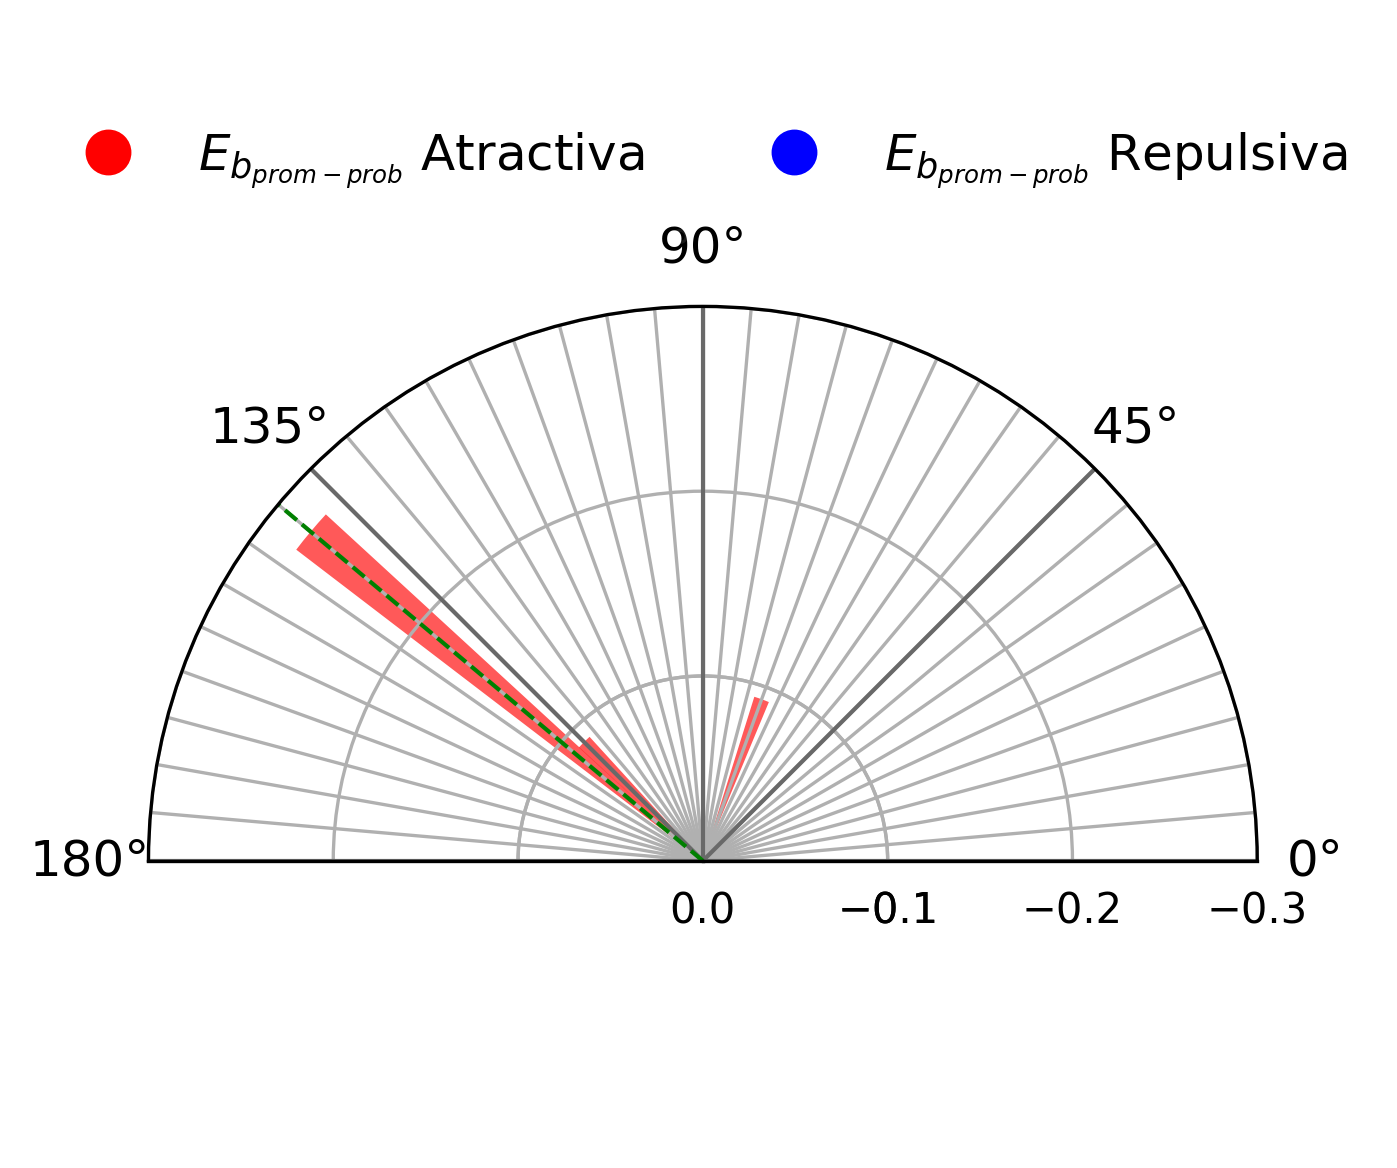 E_{b_{prom-prob}} Atractiva E_{b_{prom-prob}} Repulsiva
90°
135° 45°
180° 0°
0.0 −0.1 −0.2 −0.3